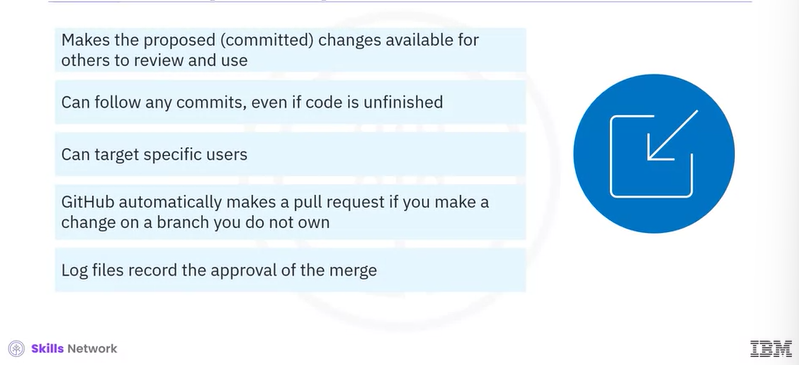 Makes the proposed (committed) changes available for
others to review and use
Can follow any commits, even if code is unfinished
Can target specific users
GitHub automatically makes a pull request if you make a
change on a branch you do not own
Log files record the approval of the merge
Skills Network
IBM